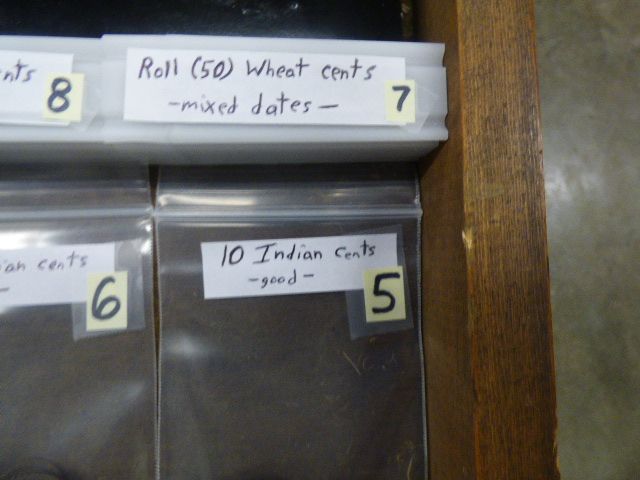 nts
8
Roll (50) Wheat cents
-mixed dates-
7
ian cents
-
6
10 Indian Cents
-good-
5